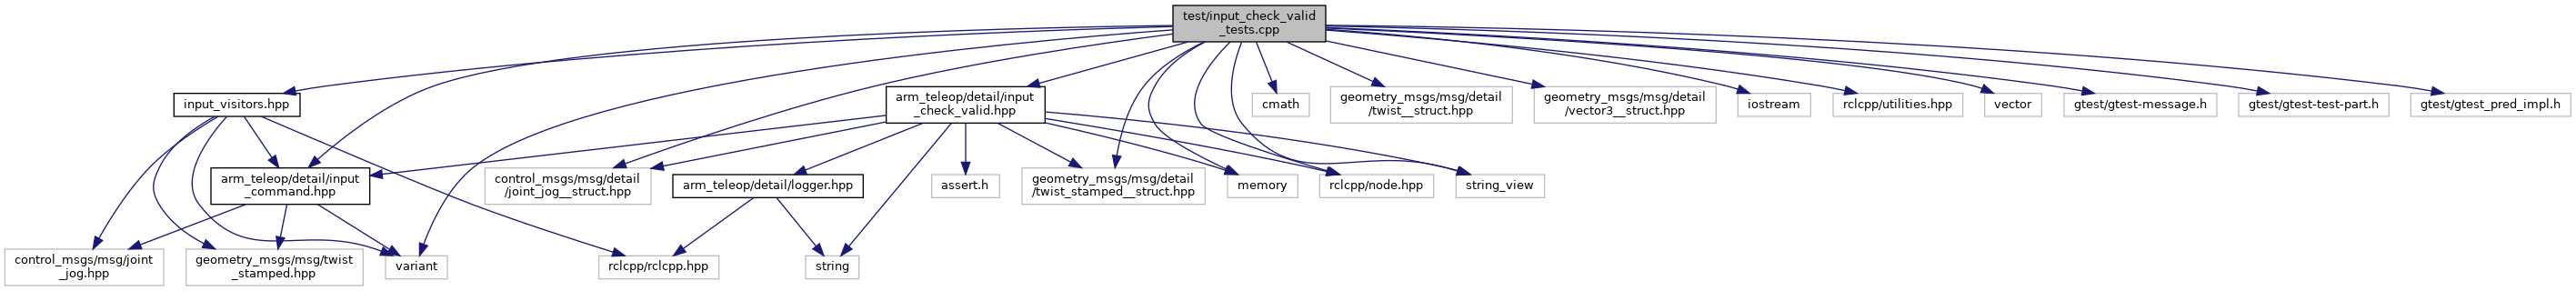 test/input_check_valid
_tests.cpp
input_visitors.hpp
arm_teleop/detail/input
_check_valid.hpp
cmath
geometry_msgs/msg/detail
/twist__struct.hpp
geometry_msgs/msg/detail
/vector3__struct.hpp
iostream
rclcpp/utilities.hpp
vector
gtest/gtest-message.h
gtest/gtest-test-part.h
gtest/gtest_pred_impl.h
arm_teleop/detail/input
_command.hpp
control_msgs/msg/detail
/joint_jog__struct.hpp
arm_teleop/detail/logger.hpp
assert.h
geometry_msgs/msg/detail
/twist_stamped__struct.hpp
memory
rclcpp/node.hpp
string_view
control_msgs/msg/joint
_jog.hpp
geometry_msgs/msg/twist
_stamped.hpp
variant
rclcpp/rclcpp.hpp
string